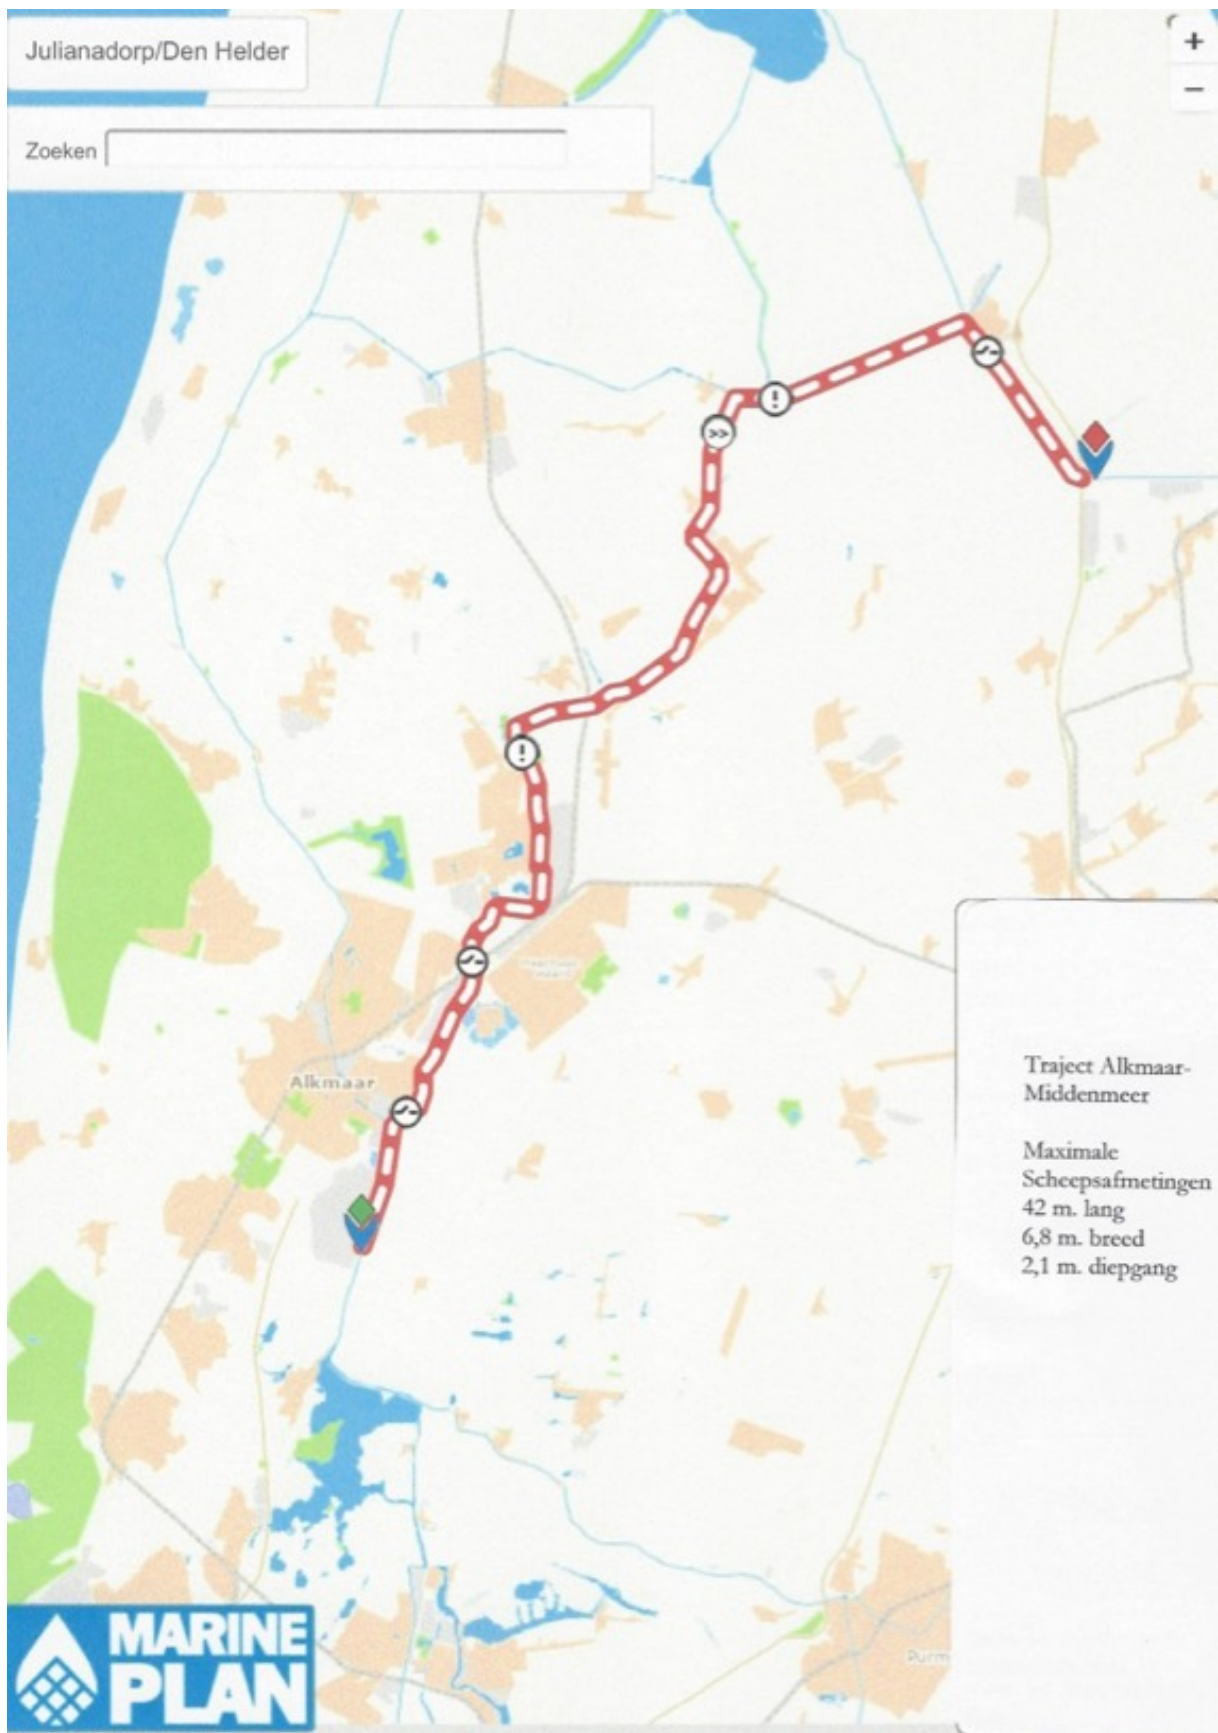 Julianadorp/Den Helder
+
−
Zoeken
!
>>
!
Alkmaar
Traject Alkmaar-
Middenmeer
Maximale
Scheepsafmetingen
42 m. lang
6,8 m. breed
2,1 m. diepgang
MARINE
PLAN
Purm